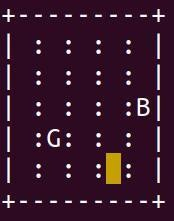 +---------+
| : : : : |
| : : : : |
| : : : :B|
| :G: : : |
| : : : : |
+---------+